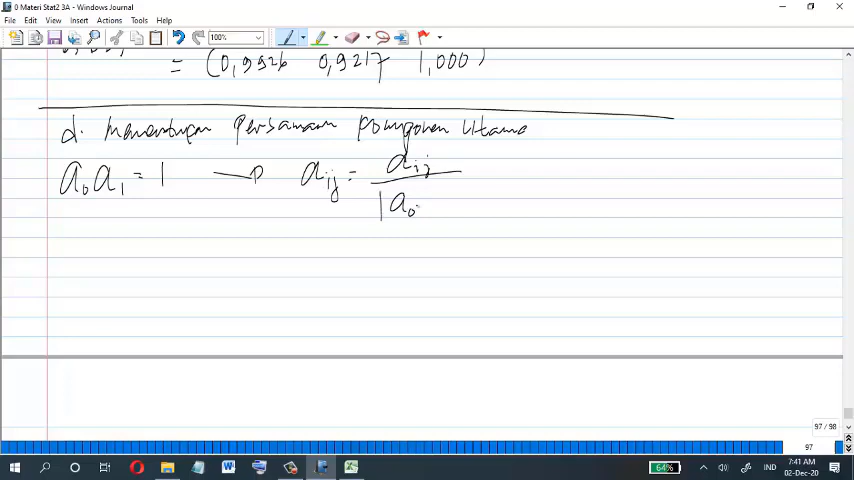 0 Materi Stat2 3A - Windows Journal
File Edit View Insert Actions Tools Help
100%
= (0,9926 0,9217 1,000)
d. Menentukan Persamaan Komponen Utama
a₀a₁ = 1 → aᵢⱼ = aᵢⱼ / |a₀
97 / 98
97
64% IND 7:41 AM 02-Dec-20